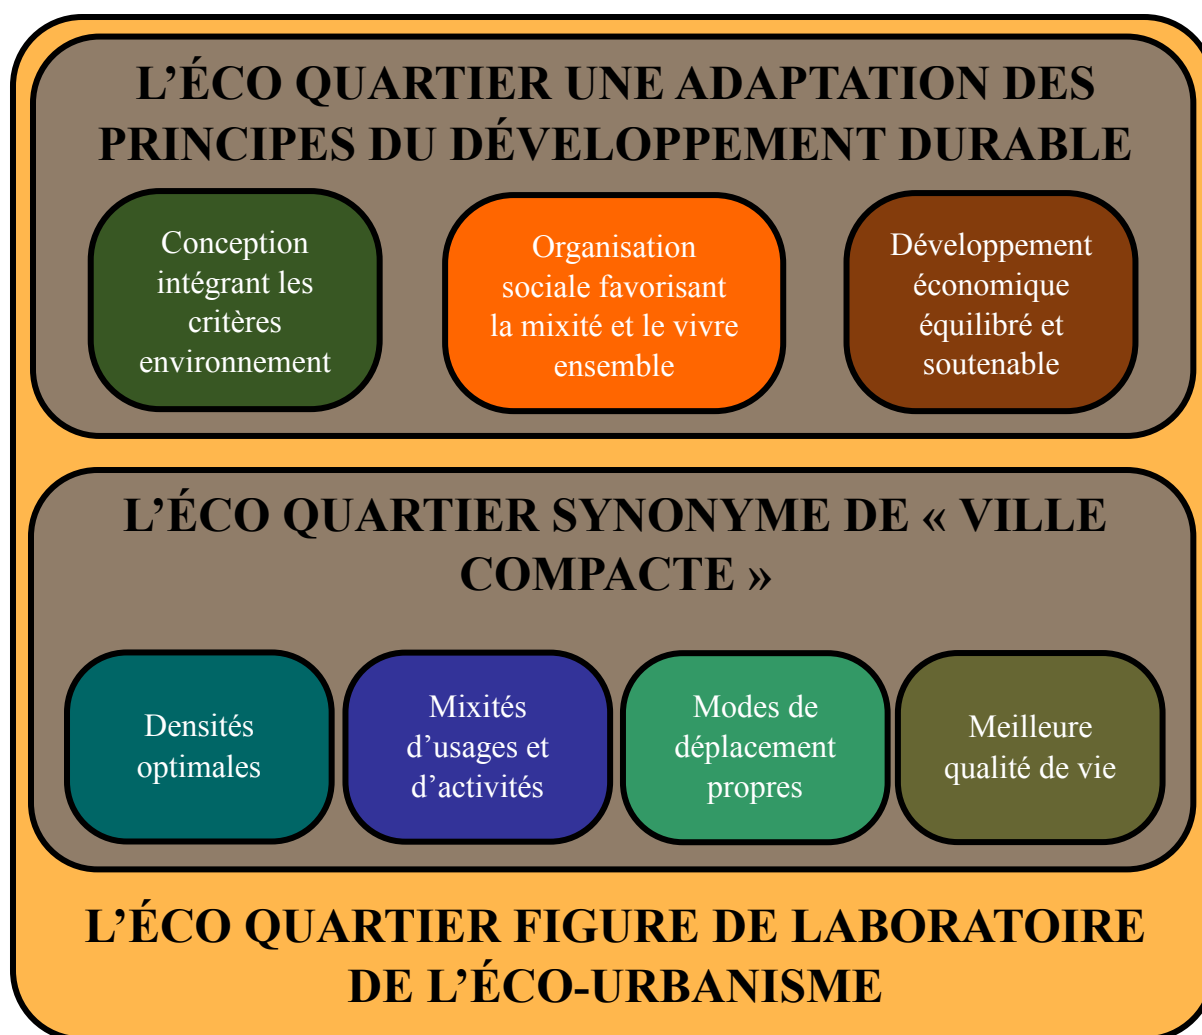 L’ÉCO QUARTIER UNE ADAPTATION DES
PRINCIPES DU DÉVELOPPEMENT DURABLE
Conception
intégrant les
critères
environnement
Organisation
sociale favorisant
la mixité et le vivre
ensemble
Développement
économique
équilibré et
soutenable
L’ÉCO QUARTIER SYNONYME DE « VILLE
COMPACTE »
Densités
optimales
Mixités
d’usages et
d’activités
Modes de
déplacement
propres
Meilleure
qualité de vie
L’ÉCO QUARTIER FIGURE DE LABORATOIRE
DE L’ÉCO-URBANISME